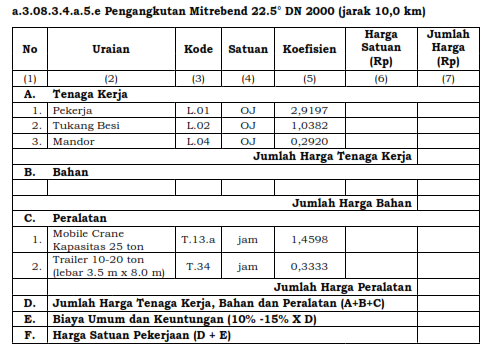 a.3.08.3.4.a.5.e Pengangkutan Mitrebend 22.5° DN 2000 (jarak 10,0 km)
No Uraian Kode Satuan Koefisien Harga Satuan (Rp) Jumlah Harga (Rp)
(1) (2) (3) (4) (5) (6) (7)
A. Tenaga Kerja
1. Pekerja L.01 OJ 2,9197
2. Tukang Besi L.02 OJ 1,0382
3. Mandor L.04 OJ 0,2920
Jumlah Harga Tenaga Kerja
B. Bahan
Jumlah Harga Bahan
C. Peralatan
1. Mobile Crane Kapasitas 25 ton T.13.a jam 1,4598
2. Trailer 10-20 ton (lebar 3.5 m x 8.0 m) T.34 jam 0,3333
Jumlah Harga Peralatan
D. Jumlah Harga Tenaga Kerja, Bahan dan Peralatan (A+B+C)
E. Biaya Umum dan Keuntungan (10% -15% X D)
F. Harga Satuan Pekerjaan (D + E)